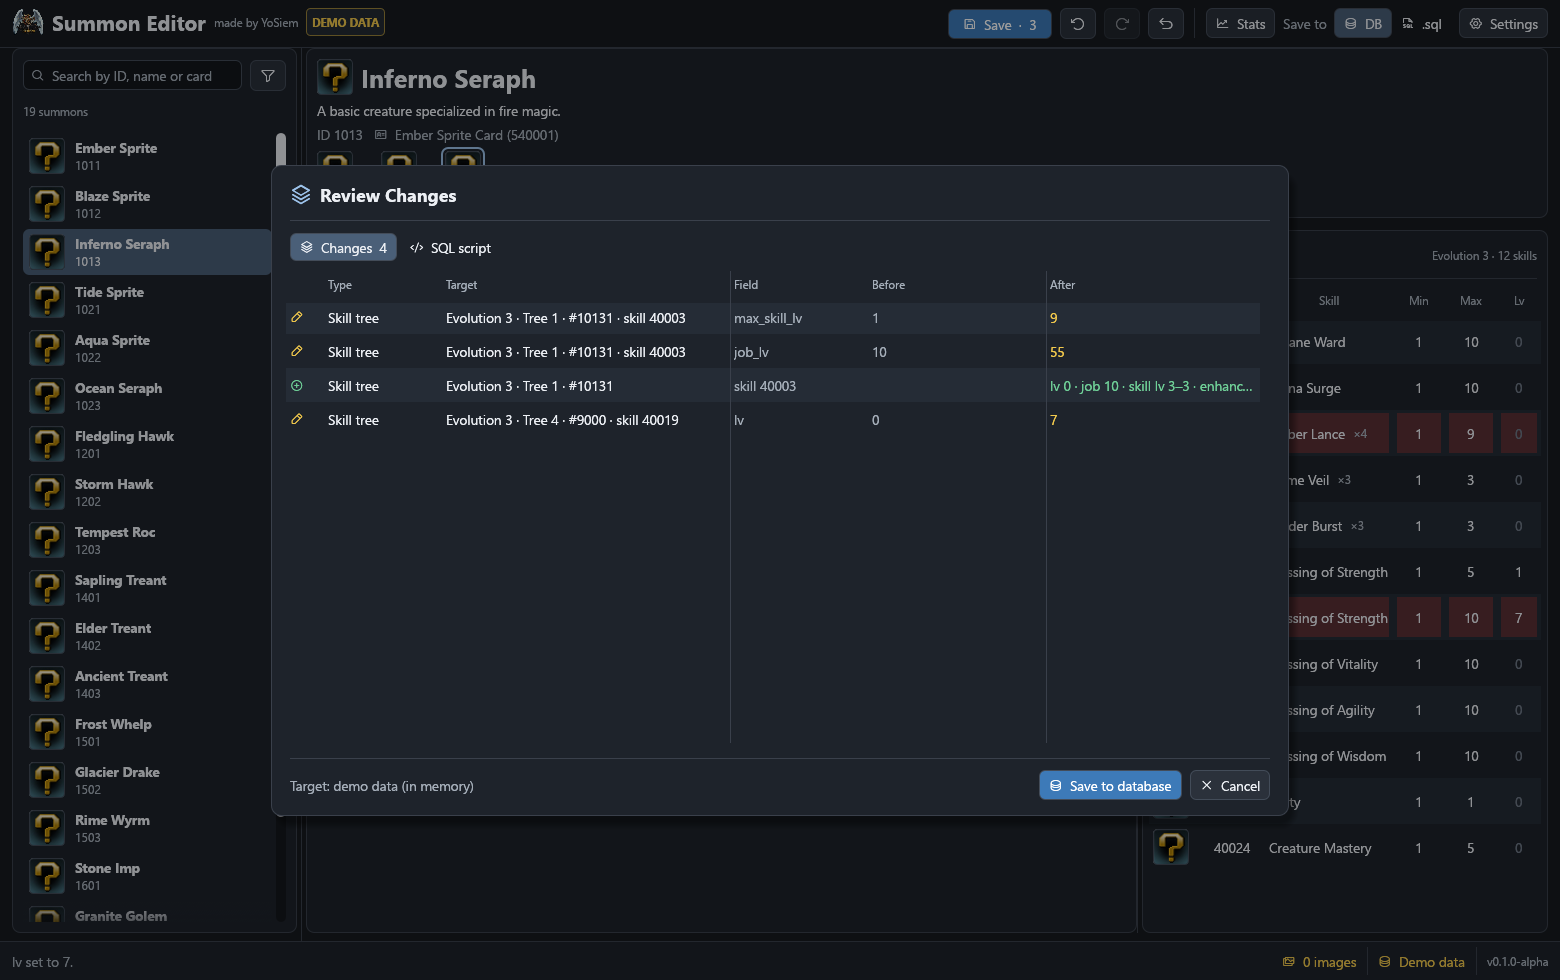 Summon Editor made by YoSiem DEMO DATA
Save · 3
Stats Save to DB .sql Settings
Search by ID, name or card
19 summons
Ember Sprite
1011
Blaze Sprite
1012
Inferno Seraph
1013
Tide Sprite
1021
Aqua Sprite
1022
Ocean Seraph
1023
Fledgling Hawk
1201
Storm Hawk
1202
Tempest Roc
1203
Sapling Treant
1401
Elder Treant
1402
Ancient Treant
1403
Frost Whelp
1501
Glacier Drake
1502
Rime Wyrm
1503
Stone Imp
1601
Granite Golem
Inferno Seraph
A basic creature specialized in fire magic.
ID 1013 Ember Sprite Card (540001)
Review Changes
Changes 4 SQL script
Type Target Field Before After
Skill tree Evolution 3 · Tree 1 · #10131 · skill 40003 max_skill_lv 1 9
Skill tree Evolution 3 · Tree 1 · #10131 · skill 40003 job_lv 10 55
Skill tree Evolution 3 · Tree 1 · #10131 skill 40003 lv 0 · job 10 · skill lv 3–3 · enhanc...
Skill tree Evolution 3 · Tree 4 · #9000 · skill 40019 lv 0 7
Target: demo data (in memory)
Save to database Cancel
Evolution 3 · 12 skills
Skill Min Max Lv
ane Ward 1 10 0
na Surge 1 10 0
ber Lance ×4 1 9 0
me Veil ×3 1 3 0
der Burst ×3 1 3 0
ssing of Strength 1 5 1
ssing of Strength 1 10 7
ssing of Vitality 1 10 0
ssing of Agility 1 10 0
ssing of Wisdom 1 10 0
ty 1 1 0
40024 Creature Mastery 1 5 0
lv set to 7.
0 images Demo data v0.1.0-alpha